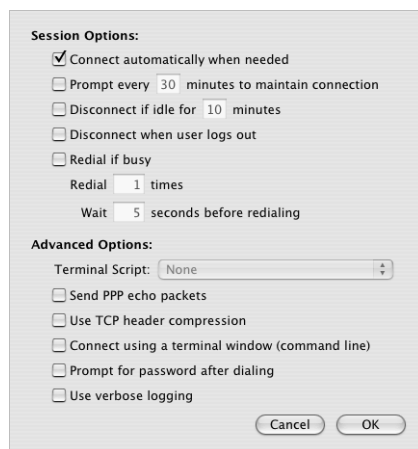 Session Options:
Connect automatically when needed
Prompt every 30 minutes to maintain connection
Disconnect if idle for 10 minutes
Disconnect when user logs out
Redial if busy
Redial 1 times
Wait 5 seconds before redialing
Advanced Options:
Terminal Script: None
Send PPP echo packets
Use TCP header compression
Connect using a terminal window (command line)
Prompt for password after dialing
Use verbose logging
Cancel OK